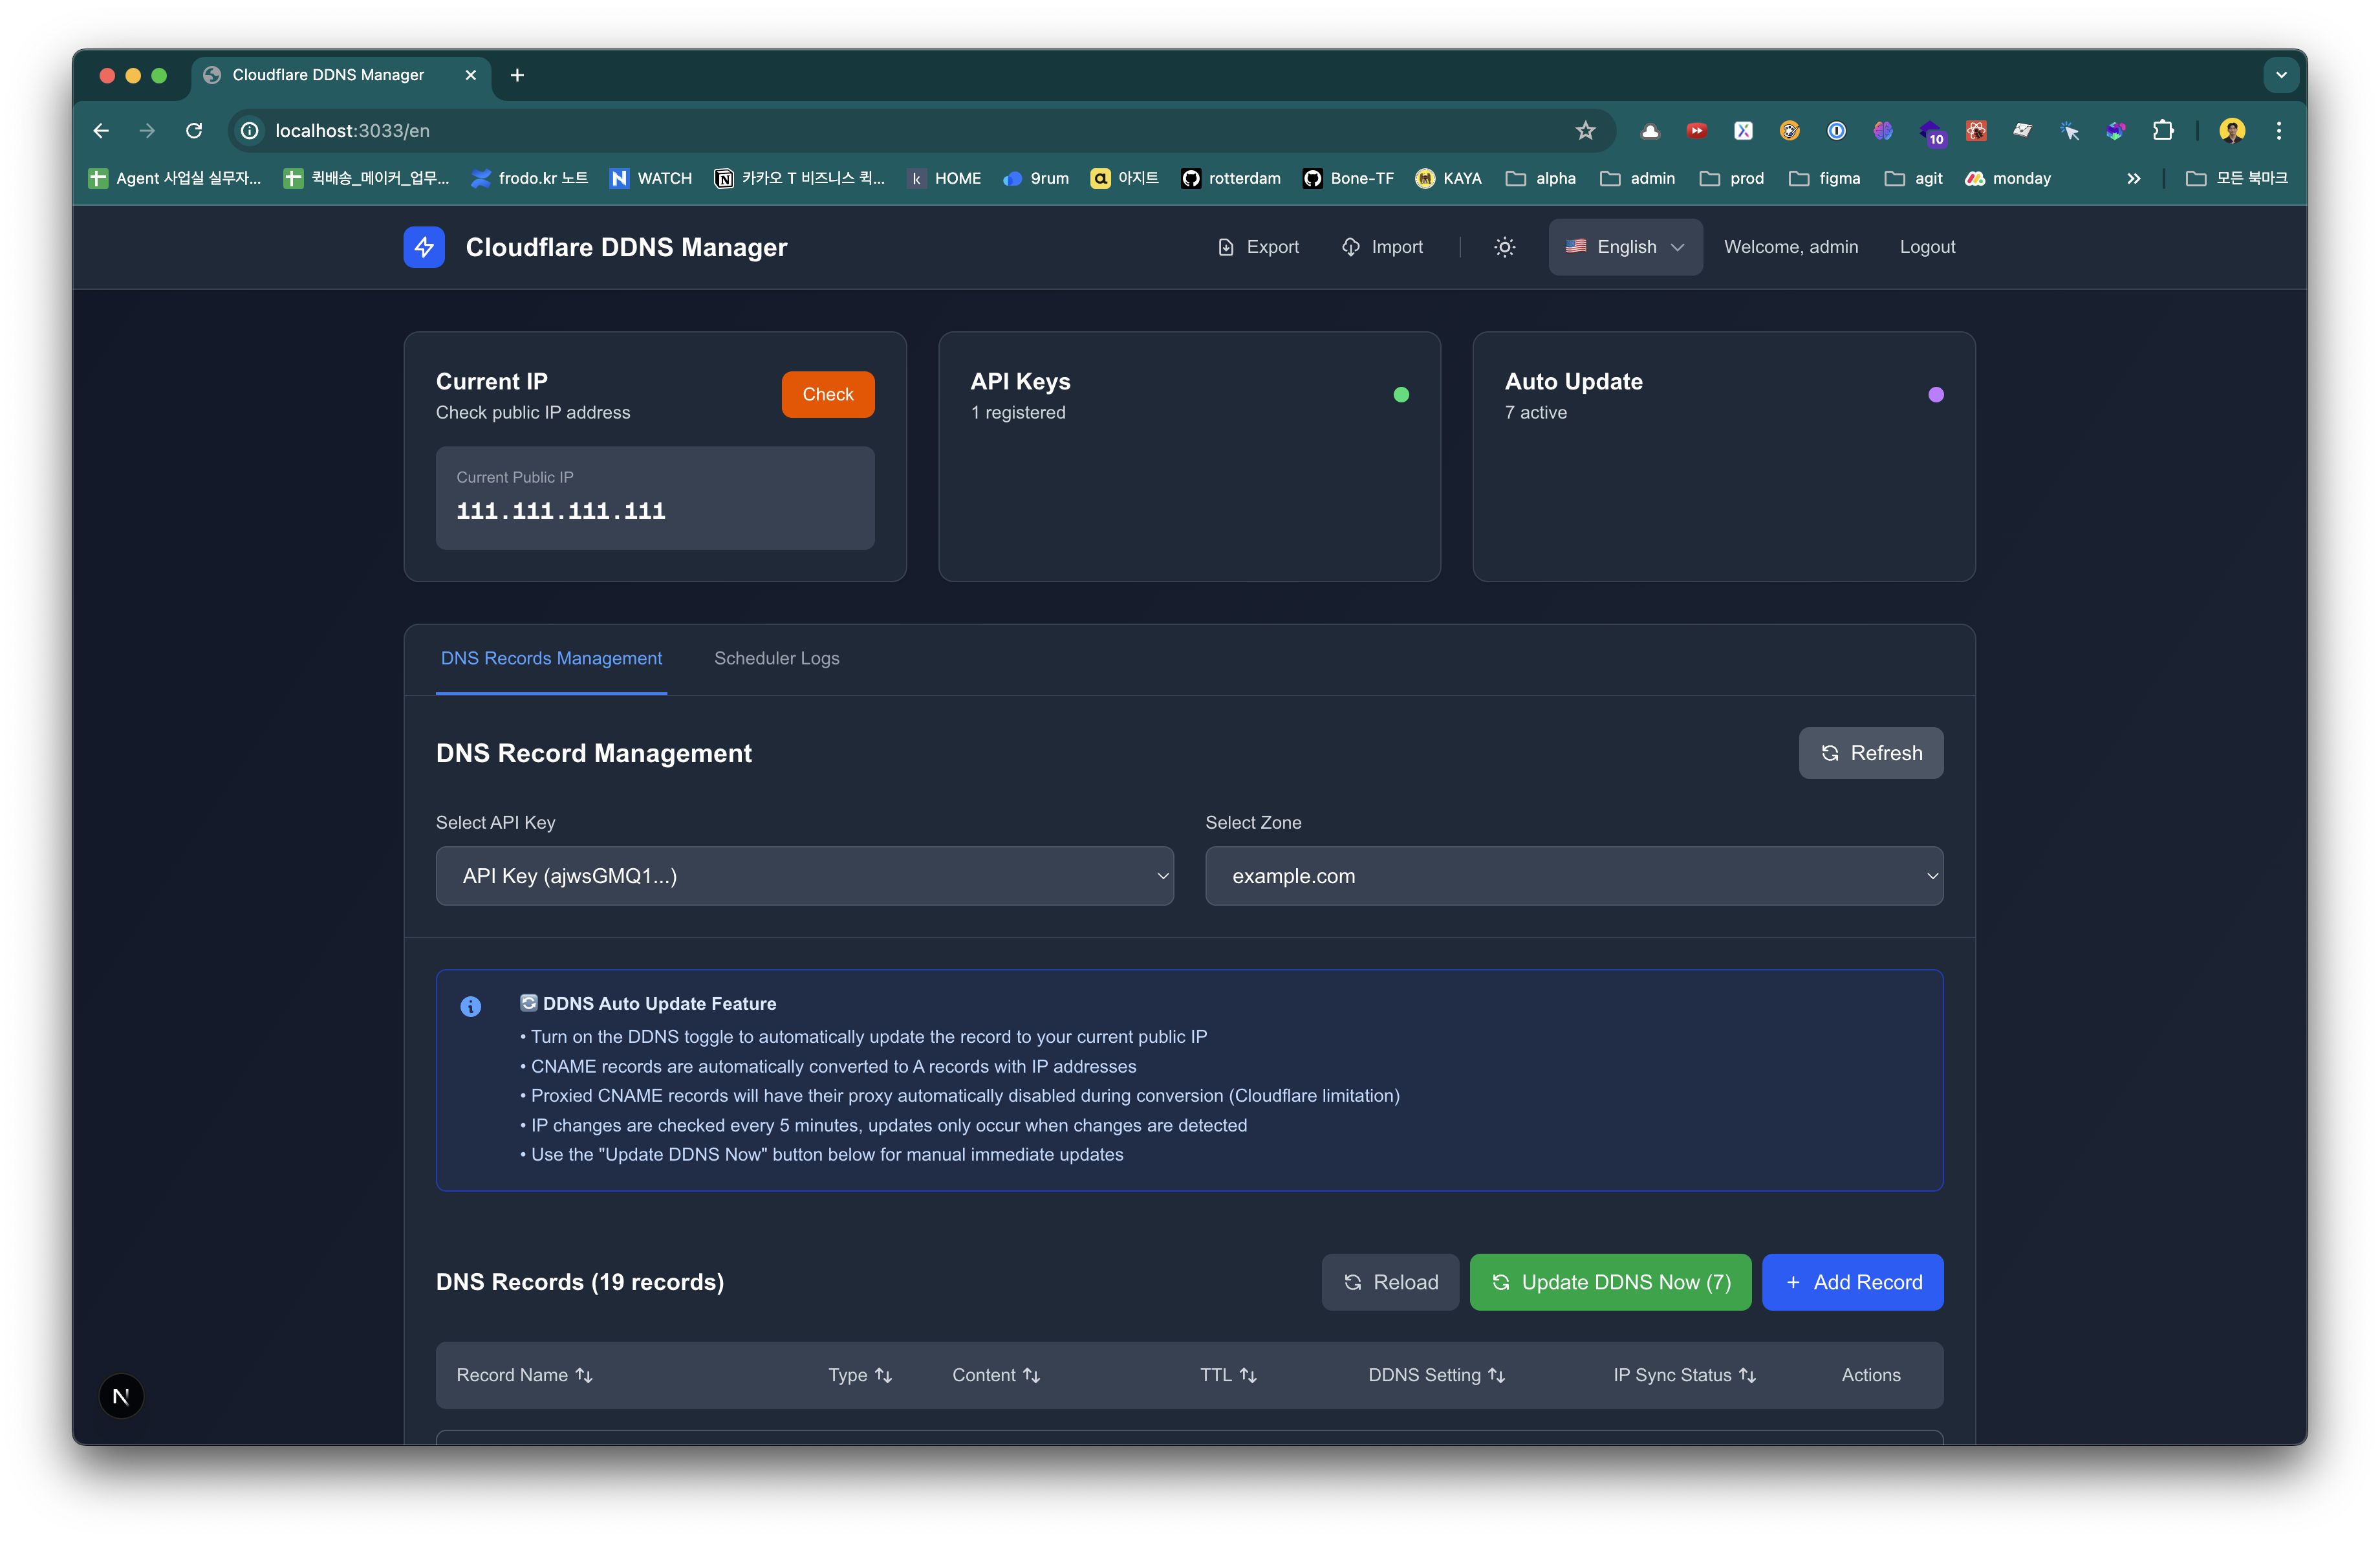 Cloudflare DDNS Manager
localhost:3033/en
10
Agent 사업실 실무자...
퀵배송_메이커_업무...
frodo.kr 노트
WATCH
카카오 T 비즈니스 퀵...
k HOME
9rum
a 아지트
rotterdam
Bone-TF
KAYA
alpha
admin
prod
figma
agit
monday
모든 북마크
Cloudflare DDNS Manager
Export
Import
English
Welcome, admin
Logout
Current IP
Check public IP address
Check
Current Public IP
111.111.111.111
API Keys
1 registered
Auto Update
7 active
DNS Records Management
Scheduler Logs
DNS Record Management
Refresh
Select API Key
API Key (ajwsGMQ1...)
Select Zone
example.com
DDNS Auto Update Feature
• Turn on the DDNS toggle to automatically update the record to your current public IP
• CNAME records are automatically converted to A records with IP addresses
• Proxied CNAME records will have their proxy automatically disabled during conversion (Cloudflare limitation)
• IP changes are checked every 5 minutes, updates only occur when changes are detected
• Use the "Update DDNS Now" button below for manual immediate updates
DNS Records (19 records)
Reload
Update DDNS Now (7)
+ Add Record
Record Name
Type
Content
TTL
DDNS Setting
IP Sync Status
Actions
N